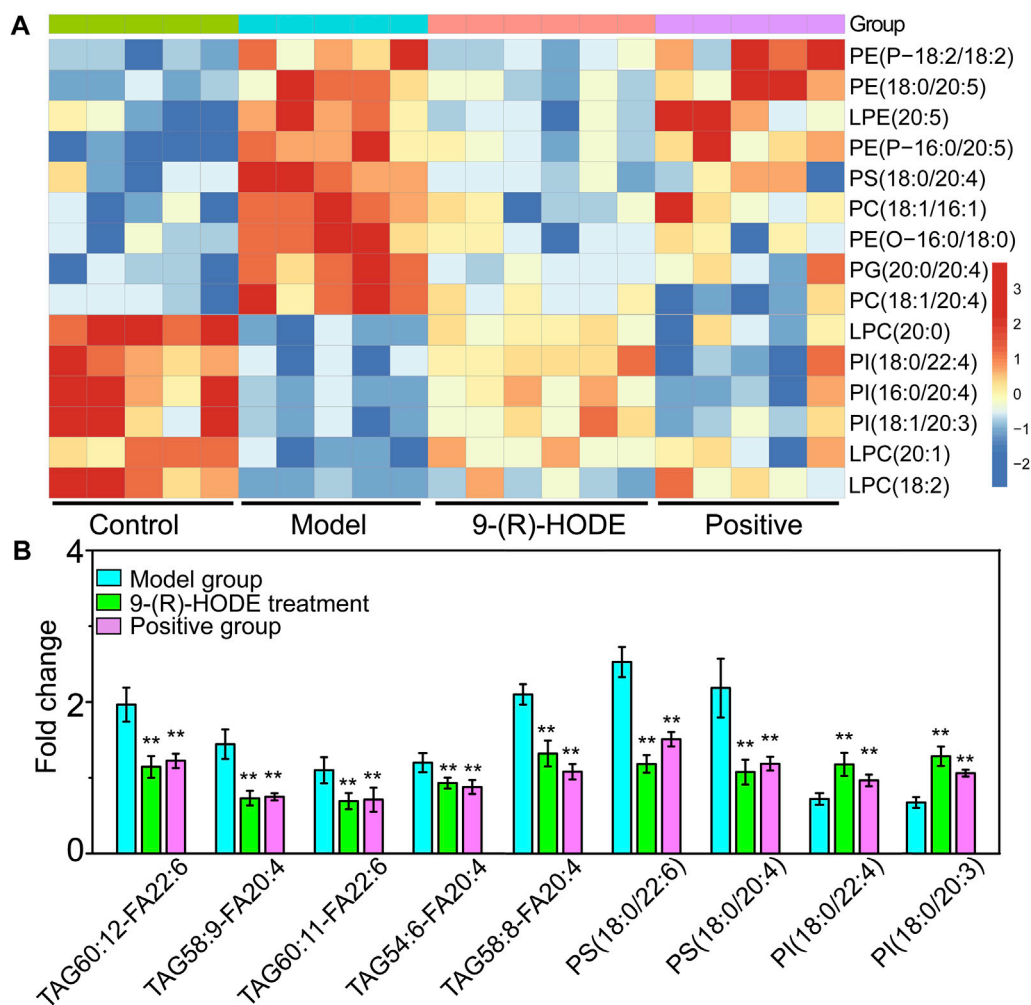 A
Group
PE(P−18:2/18:2)
PE(18:0/20:5)
LPE(20:5)
PE(P−16:0/20:5)
PS(18:0/20:4)
PC(18:1/16:1)
PE(O−16:0/18:0)
PG(20:0/20:4)
PC(18:1/20:4)
LPC(20:0)
PI(18:0/22:4)
PI(16:0/20:4)
PI(18:1/20:3)
LPC(20:1)
LPC(18:2)
3
2
1
0
−1
−2
Control Model 9-(R)-HODE Positive
B
4
2
0
Fold change
Model group
9-(R)-HODE treatment
Positive group
** ** ** ** ** ** ** ** ** ** ** ** ** ** ** ** ** **
TAG60:12-FA22:6
TAG58:9-FA20:4
TAG60:11-FA22:6
TAG54:6-FA20:4
TAG58:8-FA20:4
PS(18:0/22:6)
PS(18:0/20:4)
PI(18:0/22:4)
PI(18:0/20:3)